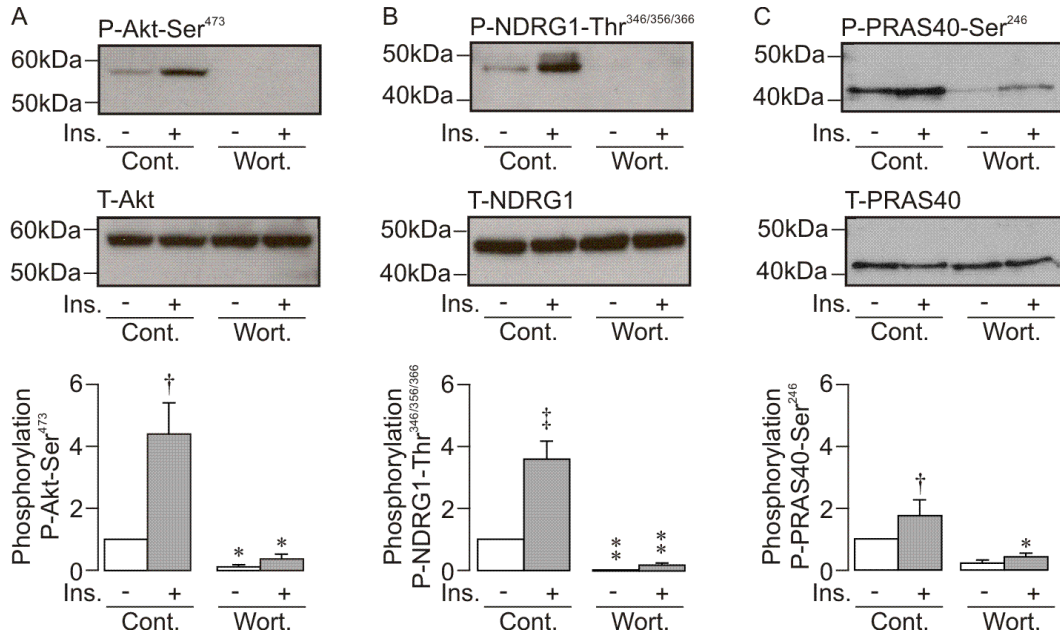 A
P-Akt-Ser473
60kDa
50kDa
Ins. - + - +
Cont. Wort.
T-Akt
60kDa
50kDa
Ins. - + - +
Cont. Wort.
Phosphorylation
P-Akt-Ser473
6
4
2
0
†
*
*
Ins. - + - +
Cont. Wort.
B
P-NDRG1-Thr346/356/366
50kDa
40kDa
Ins. - + - +
Cont. Wort.
T-NDRG1
50kDa
40kDa
Ins. - + - +
Cont. Wort.
Phosphorylation
P-NDRG1-Thr346/356/366
6
4
2
0
‡
**
**
Ins. - + - +
Cont. Wort.
C
P-PRAS40-Ser246
50kDa
40kDa
Ins. - + - +
Cont. Wort.
T-PRAS40
50kDa
40kDa
Ins. - + - +
Cont. Wort.
Phosphorylation
P-PRAS40-Ser246
6
4
2
0
†
*
Ins. - + - +
Cont. Wort.